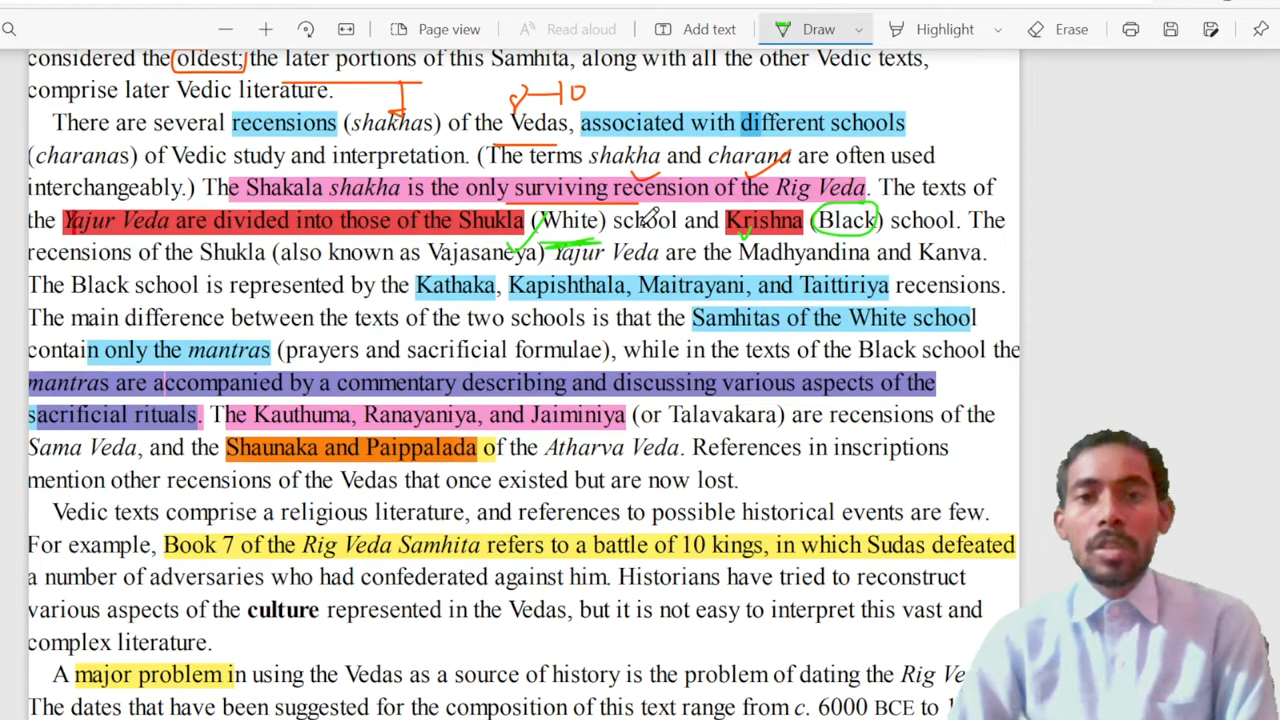 Page view
Read aloud
Add text
Draw
Highlight
Erase
considered the oldest; the later portions of this Samhita, along with all the other Vedic texts,
comprise later Vedic literature.
8-10
There are several recensions (shakhas) of the Vedas, associated with different schools
(charanas) of Vedic study and interpretation. (The terms shakha and charana are often used
interchangeably.) The Shakala shakha is the only surviving recension of the Rig Veda. The texts of
the Yajur Veda are divided into those of the Shukla (White) school and Krishna (Black) school. The
recensions of the Shukla (also known as Vajasaneya) Yajur Veda are the Madhyandina and Kanva.
The Black school is represented by the Kathaka, Kapishthala, Maitrayani, and Taittiriya recensions.
The main difference between the texts of the two schools is that the Samhitas of the White school
contain only the mantras (prayers and sacrificial formulae), while in the texts of the Black school the
mantras are accompanied by a commentary describing and discussing various aspects of the
sacrificial rituals. The Kauthuma, Ranayaniya, and Jaiminiya (or Talavakara) are recensions of the
Sama Veda, and the Shaunaka and Paippalada of the Atharva Veda. References in inscriptions
mention other recensions of the Vedas that once existed but are now lost.
Vedic texts comprise a religious literature, and references to possible historical events are few.
For example, Book 7 of the Rig Veda Samhita refers to a battle of 10 kings, in which Sudas defeated
a number of adversaries who had confederated against him. Historians have tried to reconstruct
various aspects of the culture represented in the Vedas, but it is not easy to interpret this vast and
complex literature.
A major problem in using the Vedas as a source of history is the problem of dating the Rig Ve
The dates that have been suggested for the composition of this text range from c. 6000 BCE to 1